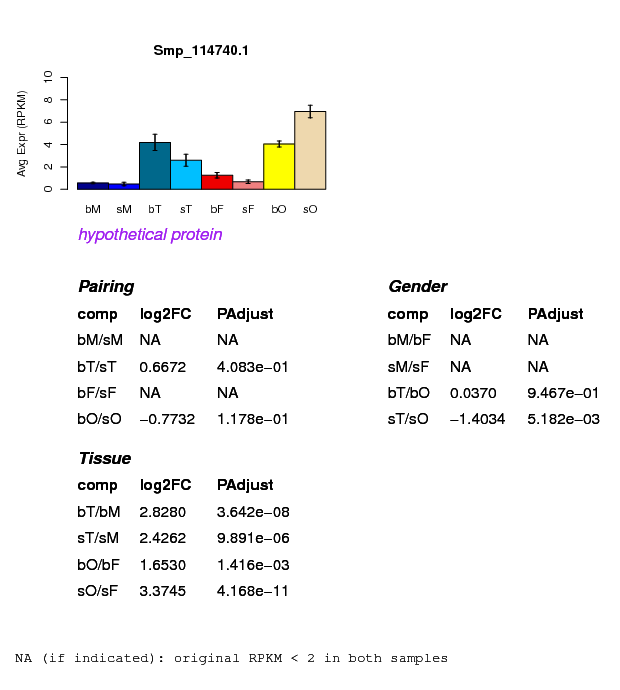 Smp_114740.1
Avg Expr (RPKM)
10
8
6
4
2
0
bM sM bT sT bF sF bO sO
hypothetical protein
Pairing
comp log2FC PAdjust
bM/sM NA NA
bT/sT 0.6672 4.083e−01
bF/sF NA NA
bO/sO −0.7732 1.178e−01
Gender
comp log2FC PAdjust
bM/bF NA NA
sM/sF NA NA
bT/bO 0.0370 9.467e−01
sT/sO −1.4034 5.182e−03
Tissue
comp log2FC PAdjust
bT/bM 2.8280 3.642e−08
sT/sM 2.4262 9.891e−06
bO/bF 1.6530 1.416e−03
sO/sF 3.3745 4.168e−11
NA (if indicated): original RPKM < 2 in both samples